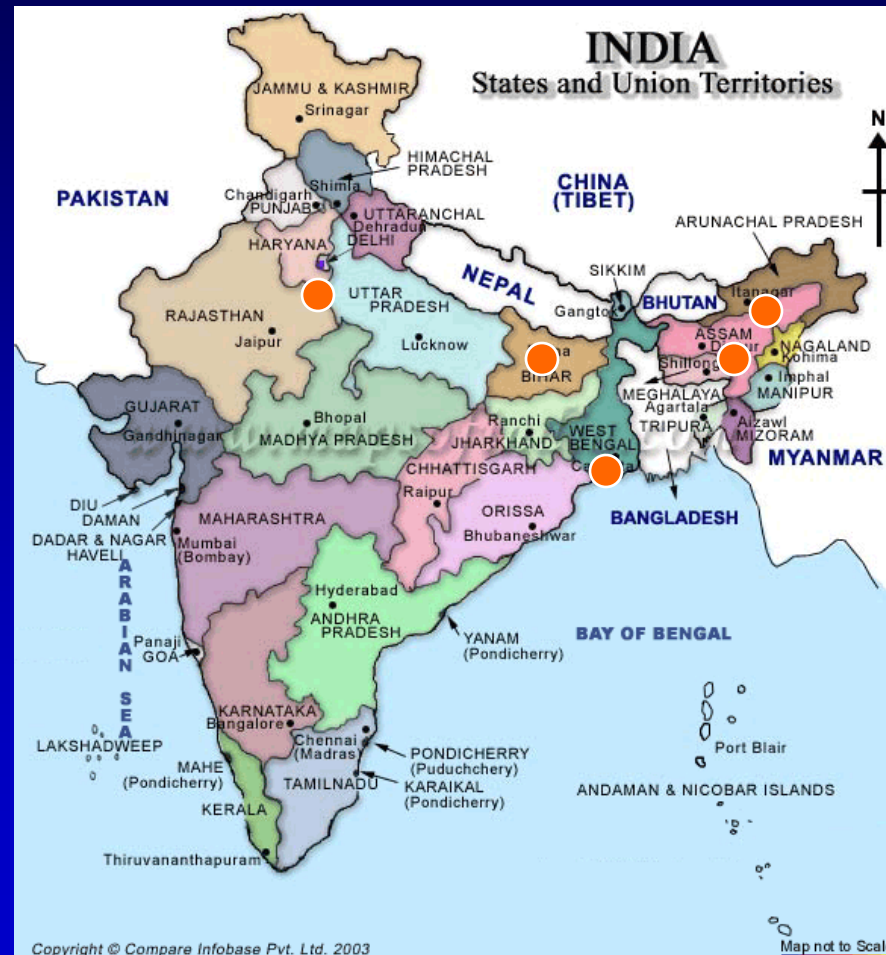 INDIA
States and Union Territories
N
JAMMU & KASHMIR
Srinagar
HIMACHAL
PRADESH
PAKISTAN
CHINA
(TIBET)
Chandigarh
Shimla
PUNJAB
UTTARANCHAL
Dehradun
ARUNACHAL PRADESH
HARYANA
DELHI
NEPAL
SIKKIM
Itanagar
BHUTAN
Gangtok
UTTAR
PRADESH
RAJASTHAN
Jaipur
Lucknow
ASSAM
NAGALAND
Kohima
BIHAR
Shillong
Imphal
MANIPUR
MEGHALAYA
Agartala
TRIPURA
Aizawl
MIZORAM
GUJARAT
Gandhinagar
Bhopal
MADHYA PRADESH
Ranchi
JHARKHAND
WEST
BENGAL
MYANMAR
CHHATTISGARH
Raipur
DIU
DAMAN
DADAR & NAGAR
HAVELI
MAHARASHTRA
Mumbai
(Bombay)
ORISSA
Bhubaneshwar
BANGLADESH
ARABIAN SEA
Hyderabad
ANDHRA
PRADESH
YANAM
(Pondicherry)
BAY OF BENGAL
Panaji
GOA
KARNATAKA
Bangalore
LAKSHADWEEP
Chennai
(Madras)
PONDICHERRY
(Puduchchery)
Port Blair
MAHE
(Pondicherry)
TAMILNADU
KARAIKAL
(Pondicherry)
ANDAMAN & NICOBAR ISLANDS
KERALA
Thiruvananthapuram
Copyright © Compare Infobase Pvt. Ltd. 2003
Map not to Scal